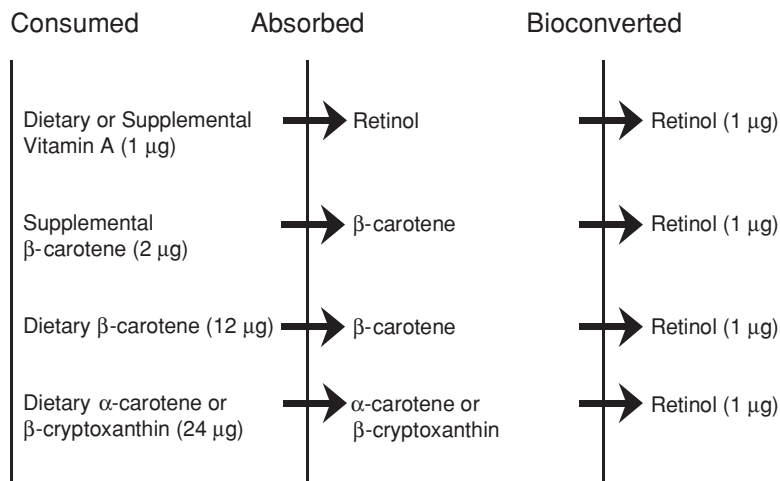 Consumed Absorbed Bioconverted
Dietary or Supplemental
Vitamin A (1 μg)
Retinol
Retinol (1 μg)
Supplemental
β-carotene (2 μg)
β-carotene
Retinol (1 μg)
Dietary β-carotene (12 μg)
β-carotene
Retinol (1 μg)
Dietary α-carotene or
β-cryptoxanthin (24 μg)
α-carotene or
β-cryptoxanthin
Retinol (1 μg)